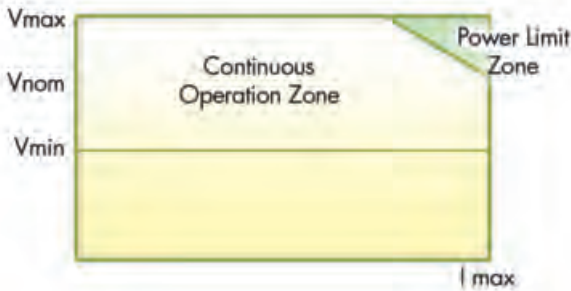 Vmax
Power Limit
Zone
Continuous
Operation Zone
Vnom
Vmin
I max